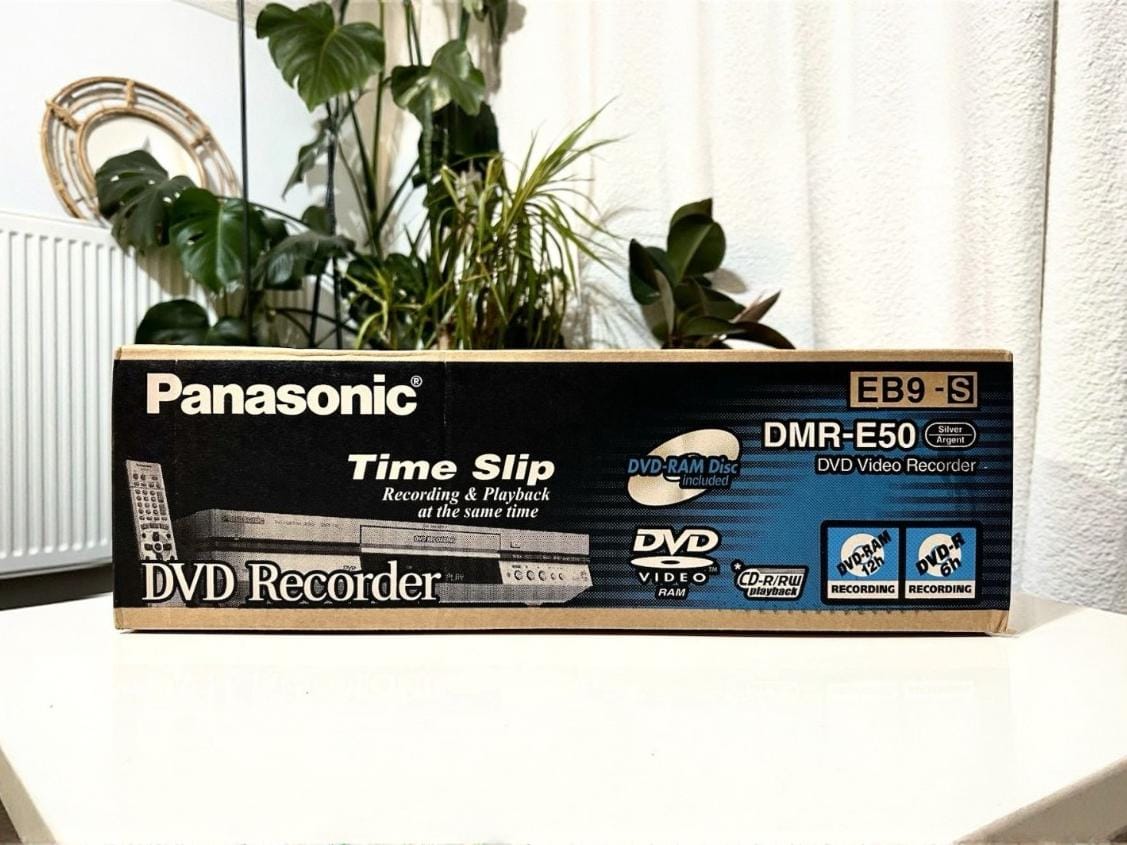 Panasonic®
EB9 -S
DMR-E50 Silver Argent
DVD Video Recorder
Time Slip
Recording & Playback
at the same time
DVD-RAM Disc
included
DVD Recorder
DVD
VIDEO™
RAM
*CD-R/RW
playback
DVD-RAM
12h
RECORDING
DVD-R
6h
RECORDING